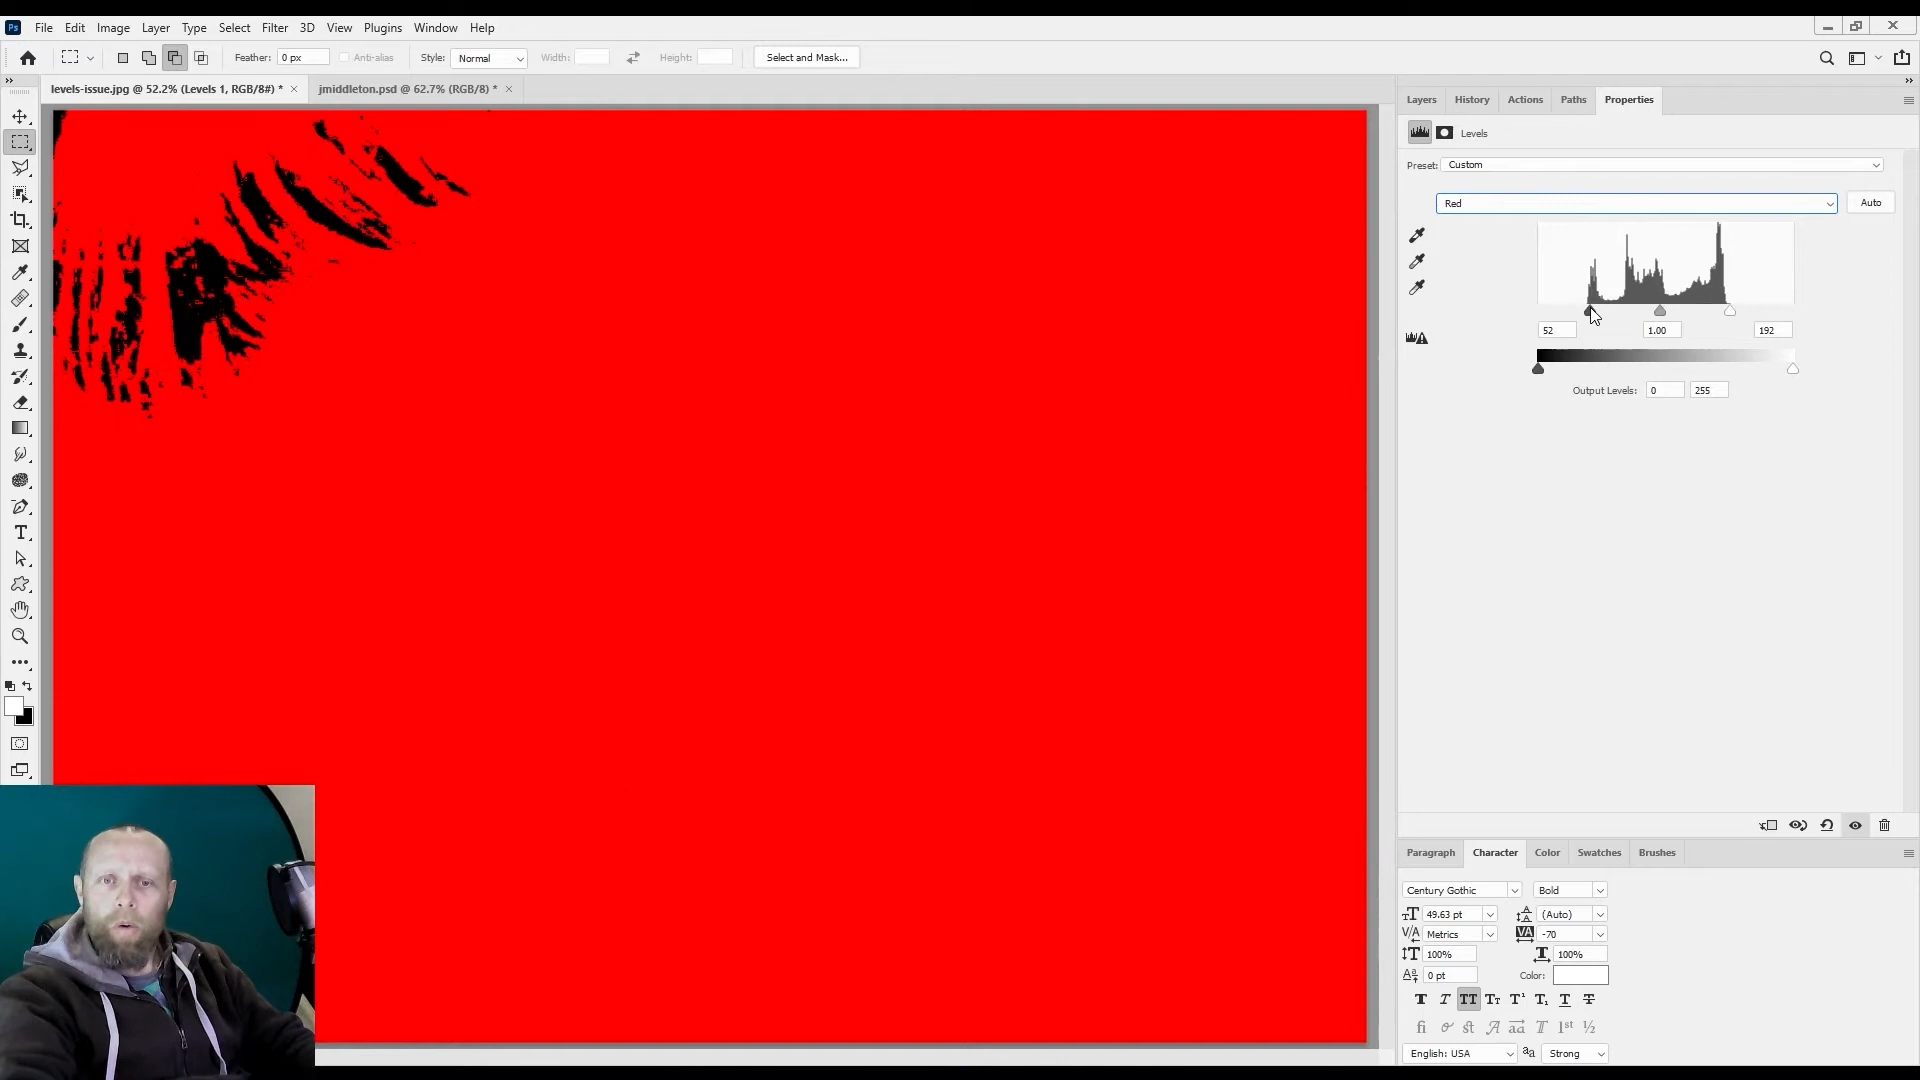 Ps File Edit Image Layer Type Select Filter 3D View Plugins Window Help
Feather: 0 px Anti-alias Style: Normal Width: Height: Select and Mask...
levels-issue.jpg @ 52.2% (Levels 1, RGB/8#) * × jmiddleton.psd @ 62.7% (RGB/8) * ×
Layers History Actions Paths Properties
Levels
Preset: Custom
Red Auto
52 1.00 192
Output Levels: 0 255
Paragraph Character Color Swatches Brushes
Century Gothic Bold
49.63 pt (Auto)
Metrics -70
100% 100%
0 pt Color:
English: USA aa Strong